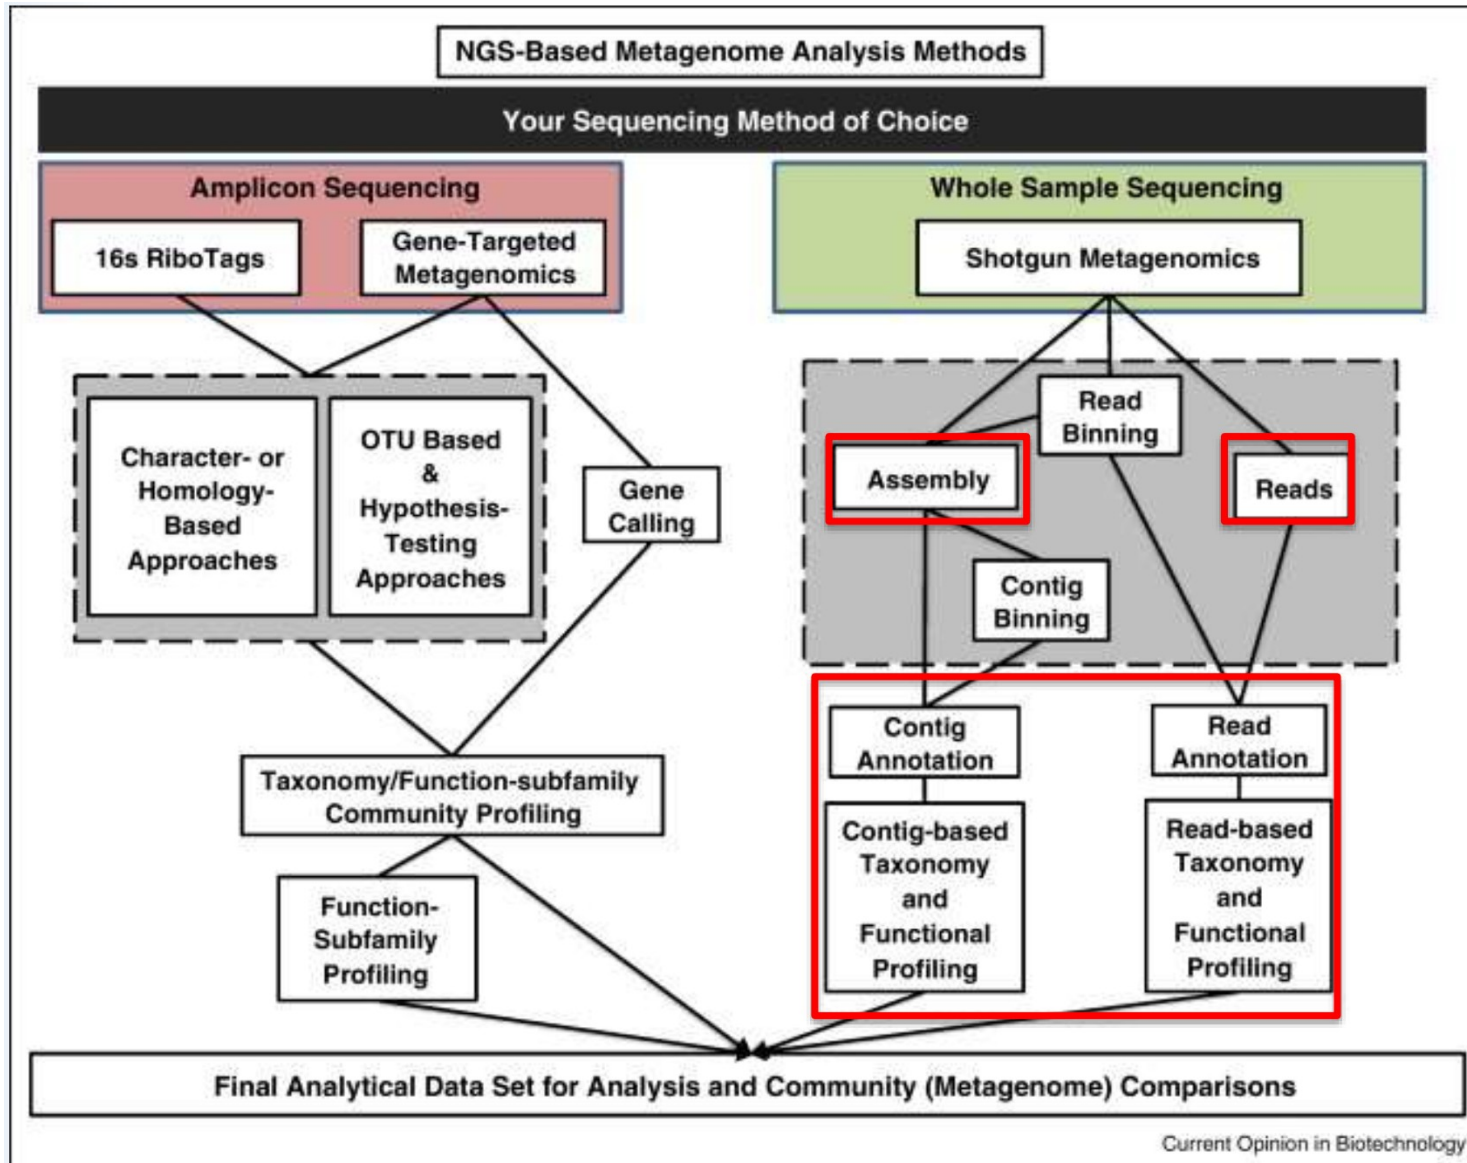 NGS-Based Metagenome Analysis Methods
Your Sequencing Method of Choice
Amplicon Sequencing
16s RiboTags
Gene-Targeted
Metagenomics
Whole Sample Sequencing
Shotgun Metagenomics
Character- or
Homology-
Based
Approaches
OTU Based
&
Hypothesis-
Testing
Approaches
Gene
Calling
Read
Binning
Assembly
Reads
Contig
Binning
Taxonomy/Function-subfamily
Community Profiling
Function-
Subfamily
Profiling
Contig
Annotation
Contig-based
Taxonomy
and
Functional
Profiling
Read
Annotation
Read-based
Taxonomy
and
Functional
Profiling
Final Analytical Data Set for Analysis and Community (Metagenome) Comparisons
Current Opinion in Biotechnology